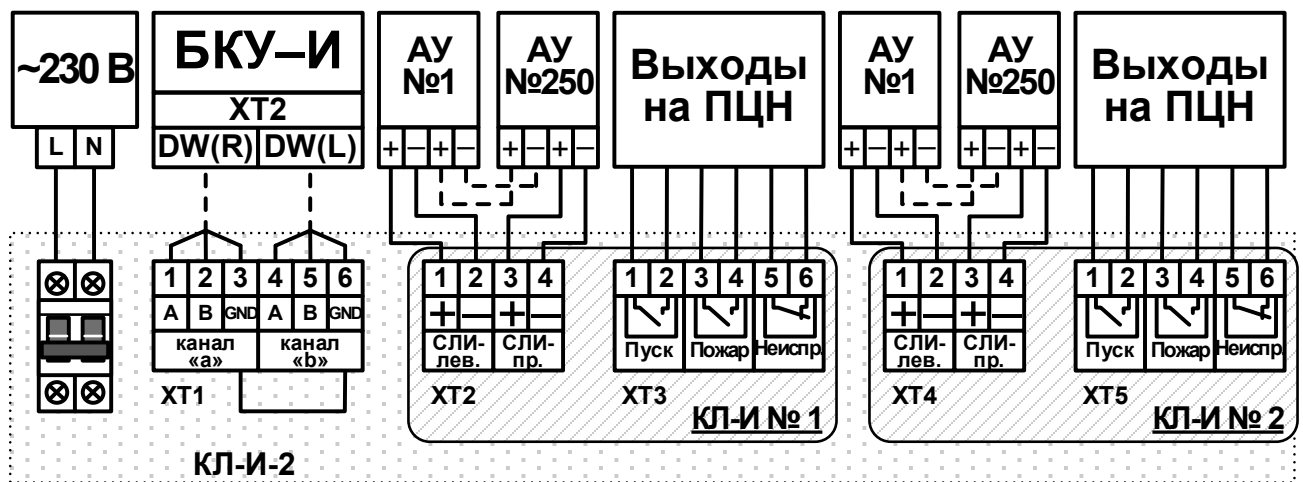 ~230 В
L N
БКУ–И
XT2
DW(R) DW(L)
АУ
№1
+ – + –
АУ
№250
+ – + –
Выходы
на ПЦН
АУ
№1
+ – + –
АУ
№250
+ – + –
Выходы
на ПЦН
1 2 3 4 5 6
A B GND A B GND
канал
«a»
канал
«b»
XT1
1 2 3 4
+ – + –
СЛИ-
лев.
СЛИ-
пр.
XT2
1 2 3 4 5 6
Пуск Пожар Неиспр.
XT3
КЛ-И № 1
1 2 3 4
+ – + –
СЛИ-
лев.
СЛИ-
пр.
XT4
1 2 3 4 5 6
Пуск Пожар Неиспр.
XT5
КЛ-И № 2
КЛ-И-2